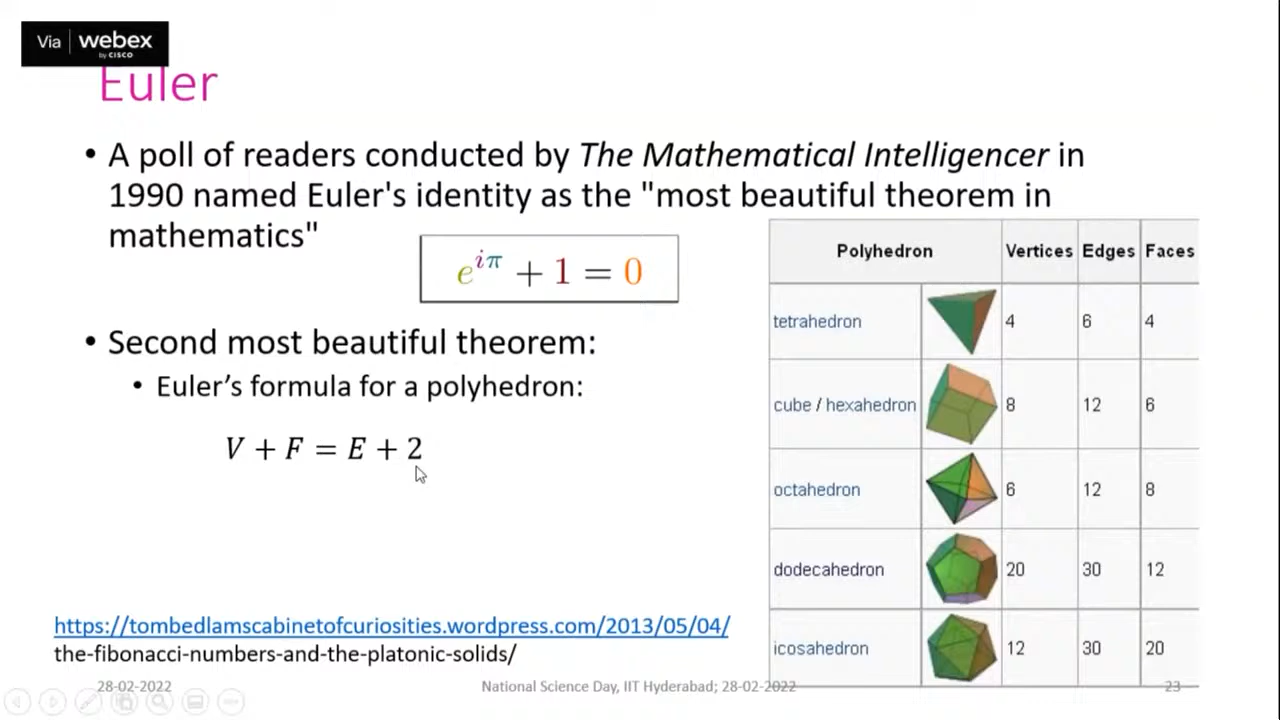 Via webex
by CISCO
Euler
• A poll of readers conducted by The Mathematical Intelligencer in
1990 named Euler's identity as the "most beautiful theorem in
mathematics"
e^{iπ} + 1 = 0
• Second most beautiful theorem:
• Euler's formula for a polyhedron:
V + F = E + 2
Polyhedron Vertices Edges Faces
tetrahedron 4 6 4
cube / hexahedron 8 12 6
octahedron 6 12 8
dodecahedron 20 30 12
icosahedron 12 30 20
https://tombedlamscabinetofcuriosities.wordpress.com/2013/05/04/
the-fibonacci-numbers-and-the-platonic-solids/
28-02-2022 National Science Day, IIT Hyderabad; 28-02-2022 23